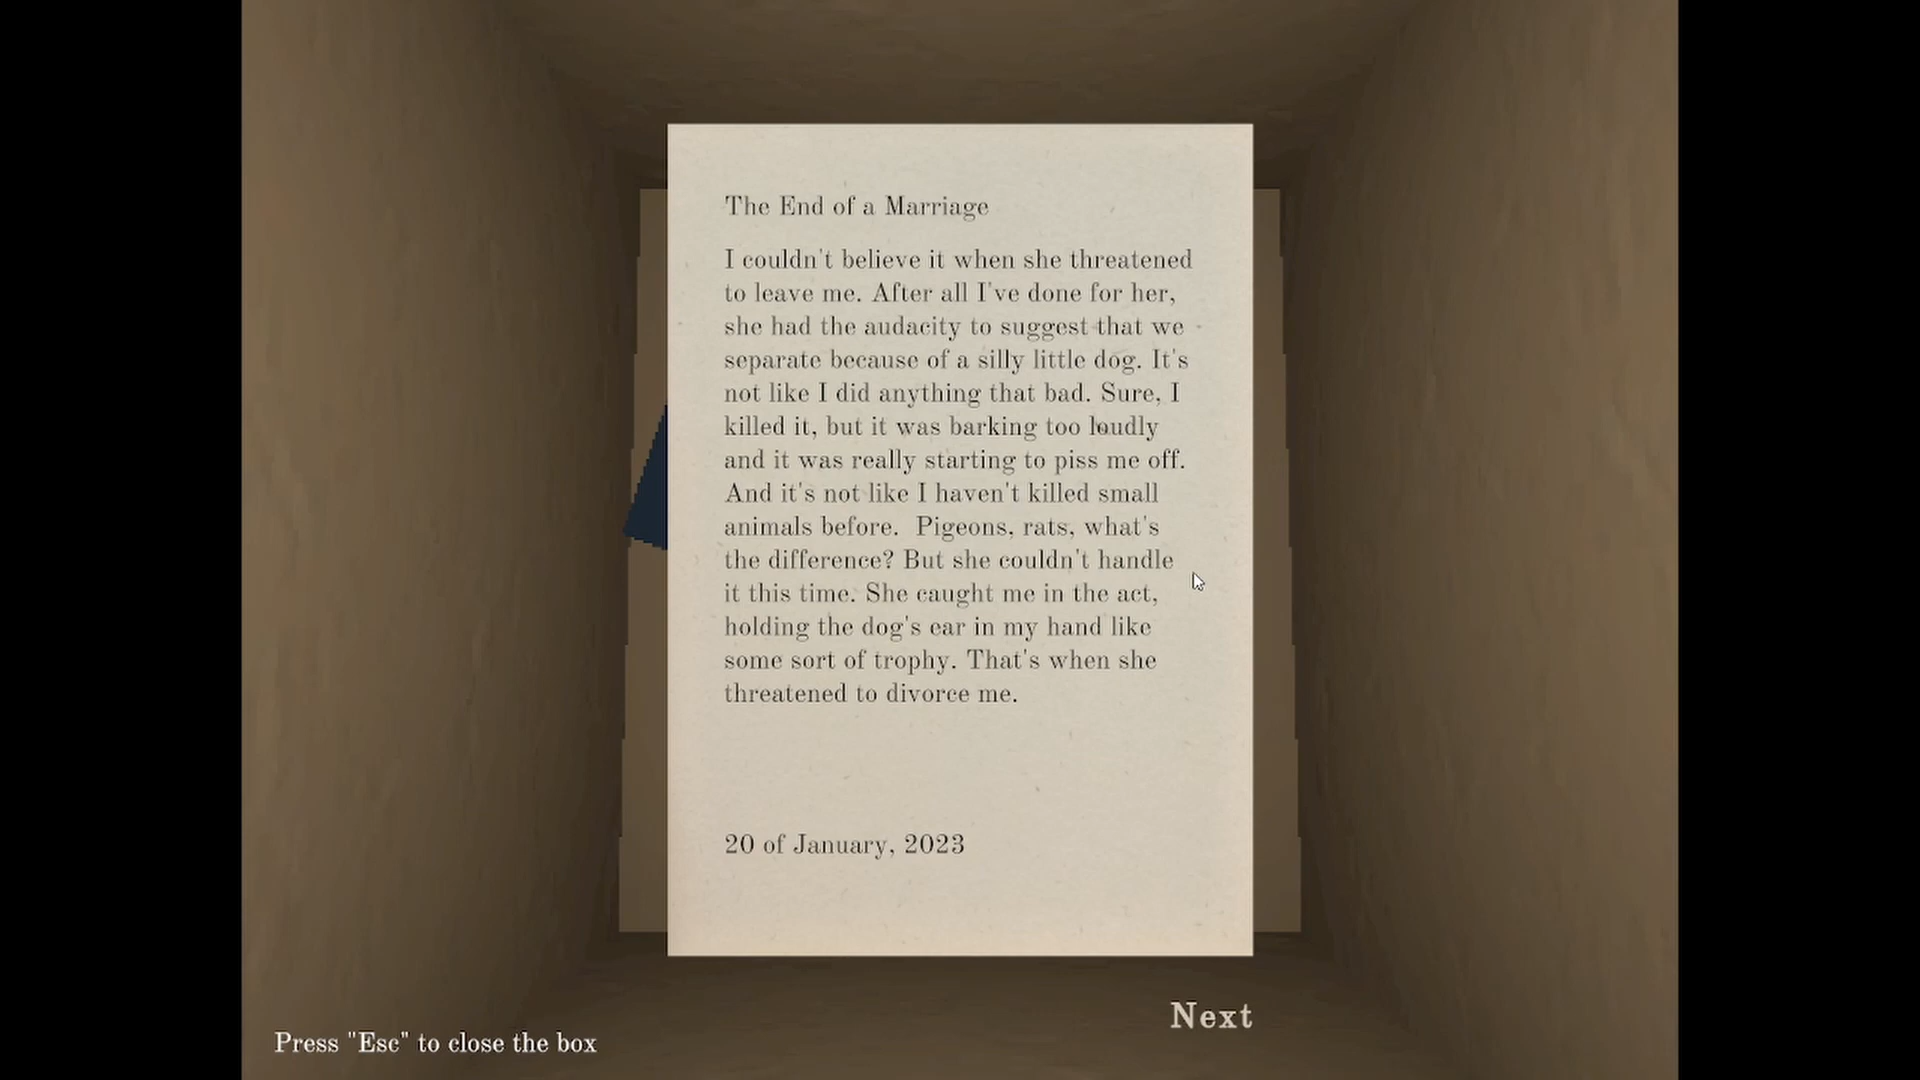 The End of a Marriage
I couldn't believe it when she threatened
to leave me. After all I've done for her,
she had the audacity to suggest that we
separate because of a silly little dog. It's
not like I did anything that bad. Sure, I
killed it, but it was barking too loudly
and it was really starting to piss me off.
And it's not like I haven't killed small
animals before.  Pigeons, rats, what's
the difference? But she couldn't handle
it this time. She caught me in the act,
holding the dog's ear in my hand like
some sort of trophy. That's when she
threatened to divorce me.
20 of January, 2023
Next
Press "Esc" to close the box